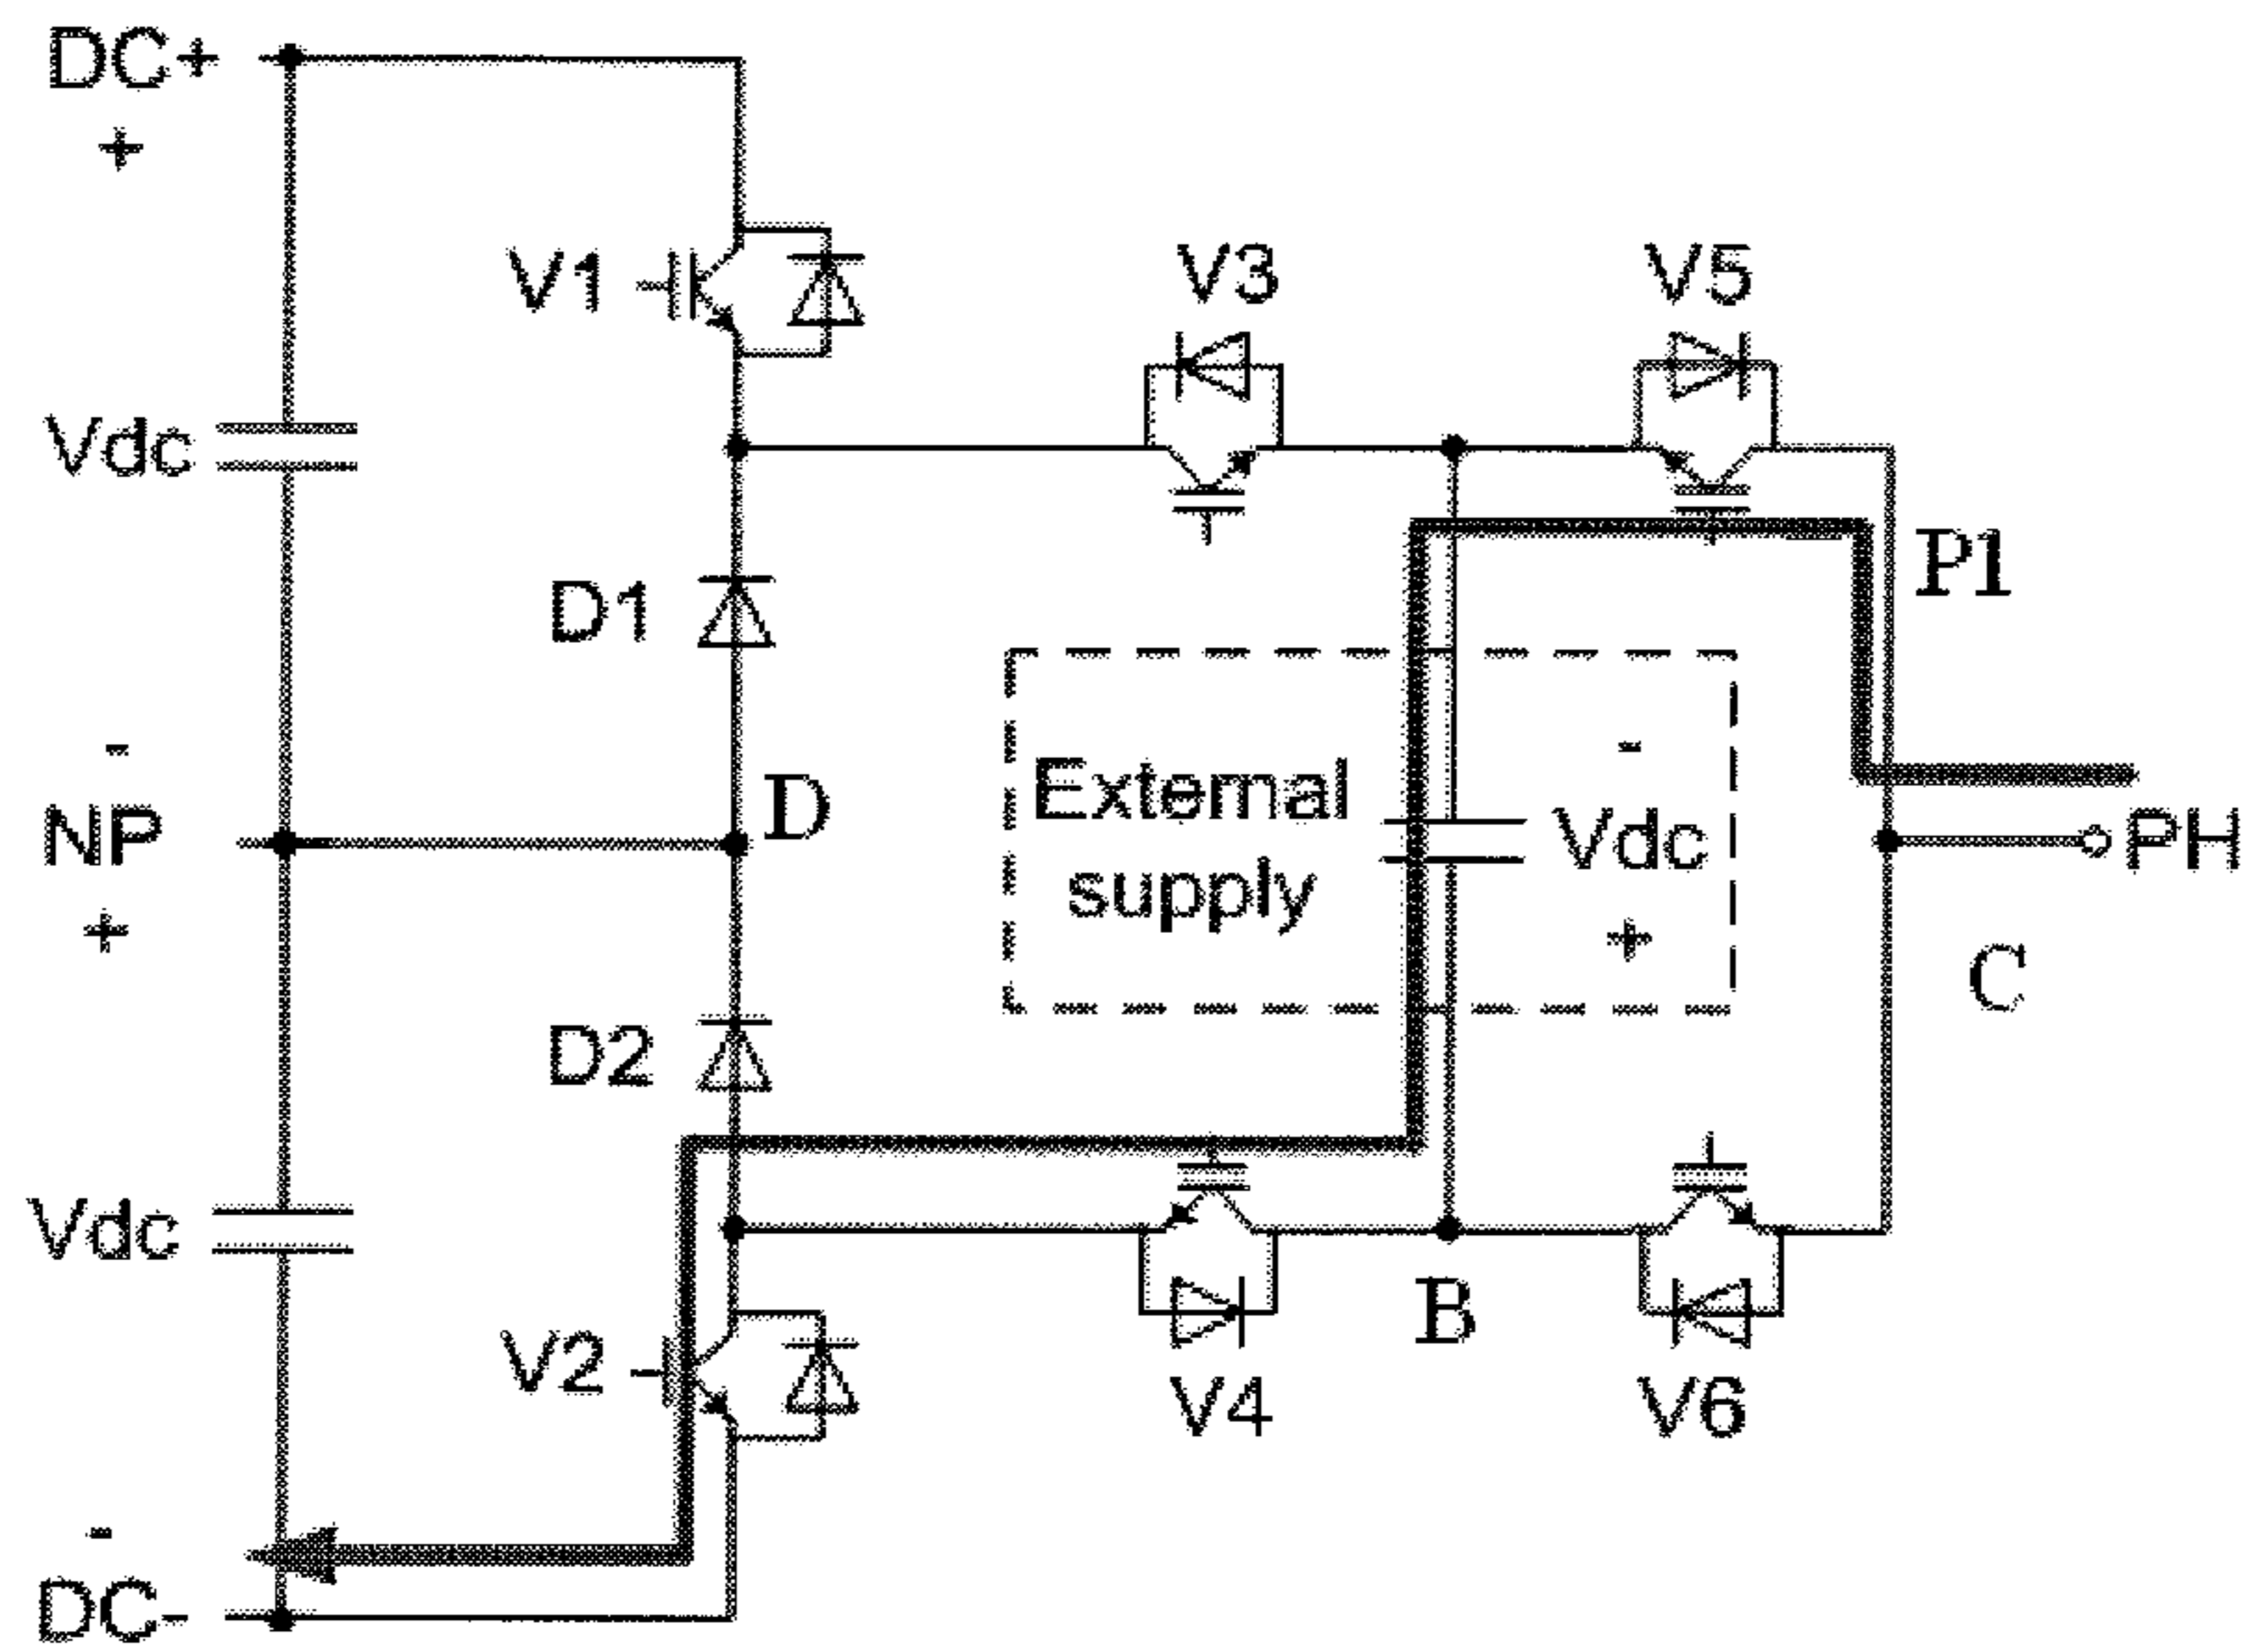 DC+
+
V1
V3
V5
Vdc
P1
D1
-
NP
+
D
External
supply
-
Vdc
+
PH
C
D2
Vdc
B
V2
V4
V6
-
DC-